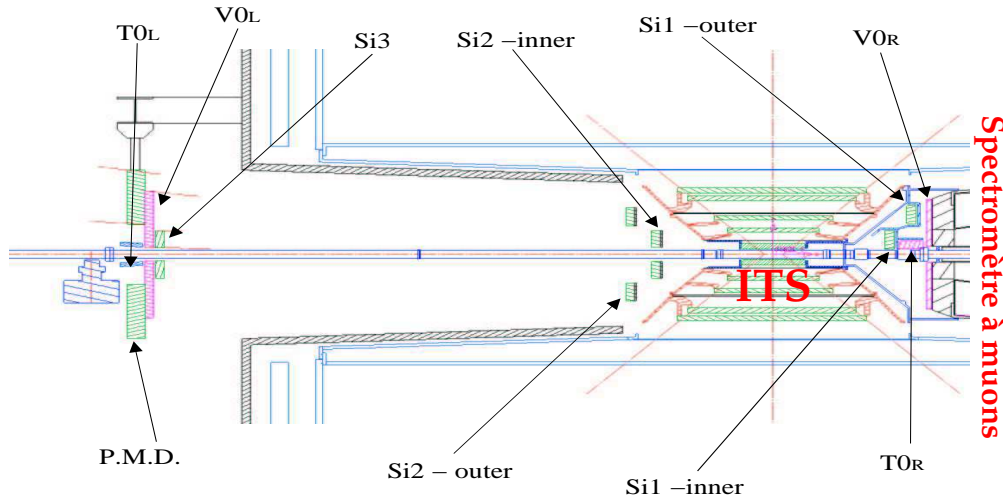 V0L
T0L
Si3
Si2 –inner
Si1 –outer
V0R
Spectromètre à muons
ITS
P.M.D.
Si2 – outer
Si1 –inner
T0R